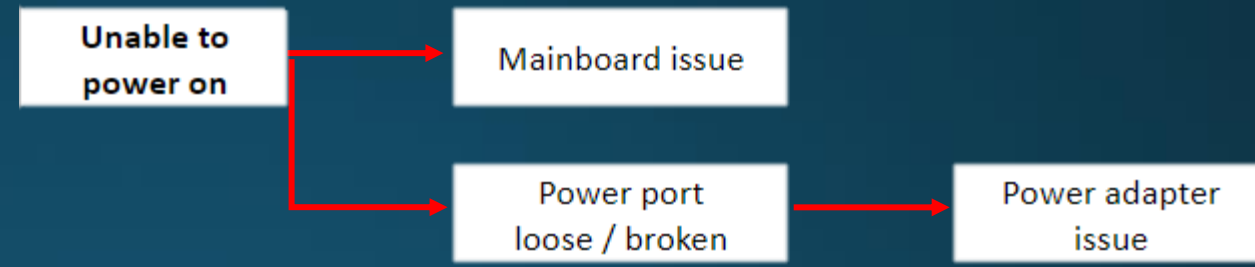 Unable to
power on
Mainboard issue
Power port
loose / broken
Power adapter
issue